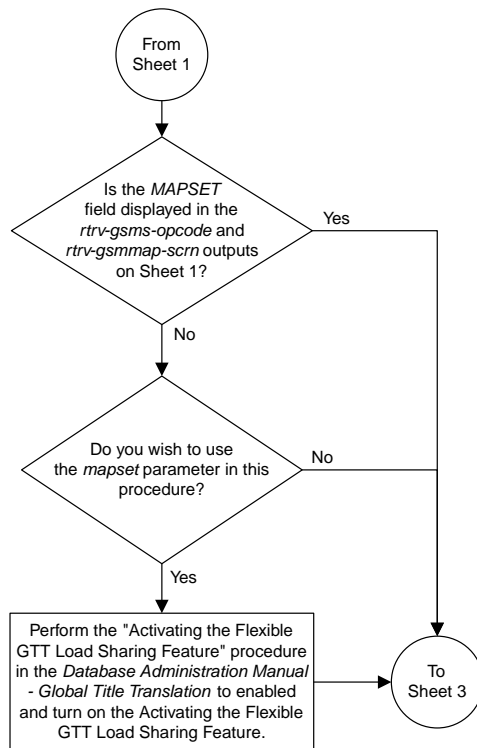 From
Sheet 1
Is the MAPSET
field displayed in the
rtrv-gsms-opcode and
rtrv-gsmmap-scrn outputs
on Sheet 1?
Yes
No
Do you wish to use
the mapset parameter in this
procedure?
No
Yes
Perform the "Activating the Flexible
GTT Load Sharing Feature" procedure
in the Database Administration Manual
- Global Title Translation to enabled
and turn on the Activating the Flexible
GTT Load Sharing Feature.
To
Sheet 3